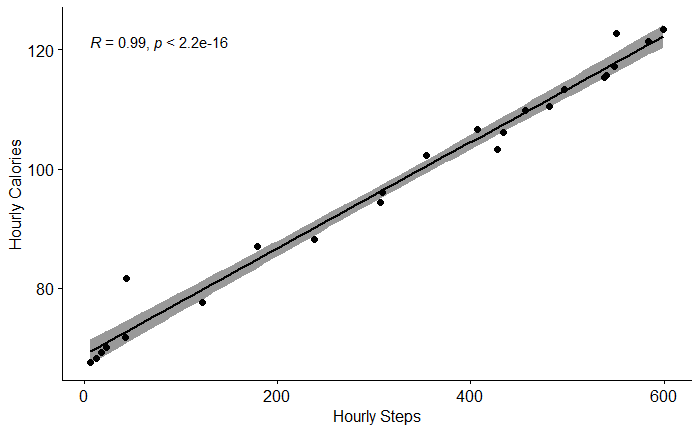 R = 0.99, p < 2.2e-16
120
100
80
Hourly Calories
0 200 400 600
Hourly Steps